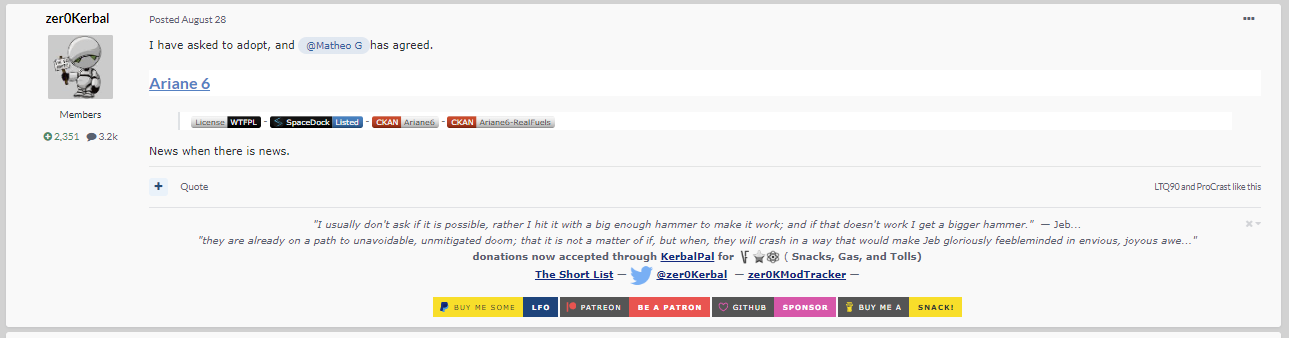 zer0Kerbal
Posted August 28
I have asked to adopt, and @Matheo G has agreed.
Ariane 6
License WTFPL - SpaceDock Listed - CKAN Ariane6 - CKAN Ariane6-RealFuels
Members
2,351 3.2k
News when there is news.
Quote
LTQ90 and ProCrast like this
"I usually don't ask if it is possible, rather I hit it with a big enough hammer to make it work; and if that doesn't work I get a bigger hammer." — Jeb...
"they are already on a path to unavoidable, unmitigated doom; that it is not a matter of if, but when, they will crash in a way that would make Jeb gloriously feebleminded in envious, joyous awe..."
donations now accepted through KerbalPal for ( Snacks, Gas, and Tolls)
The Short List — @zer0Kerbal — zer0KModTracker —
BUY ME SOME LFO PATREON BE A PATRON GITHUB SPONSOR BUY ME A SNACK!